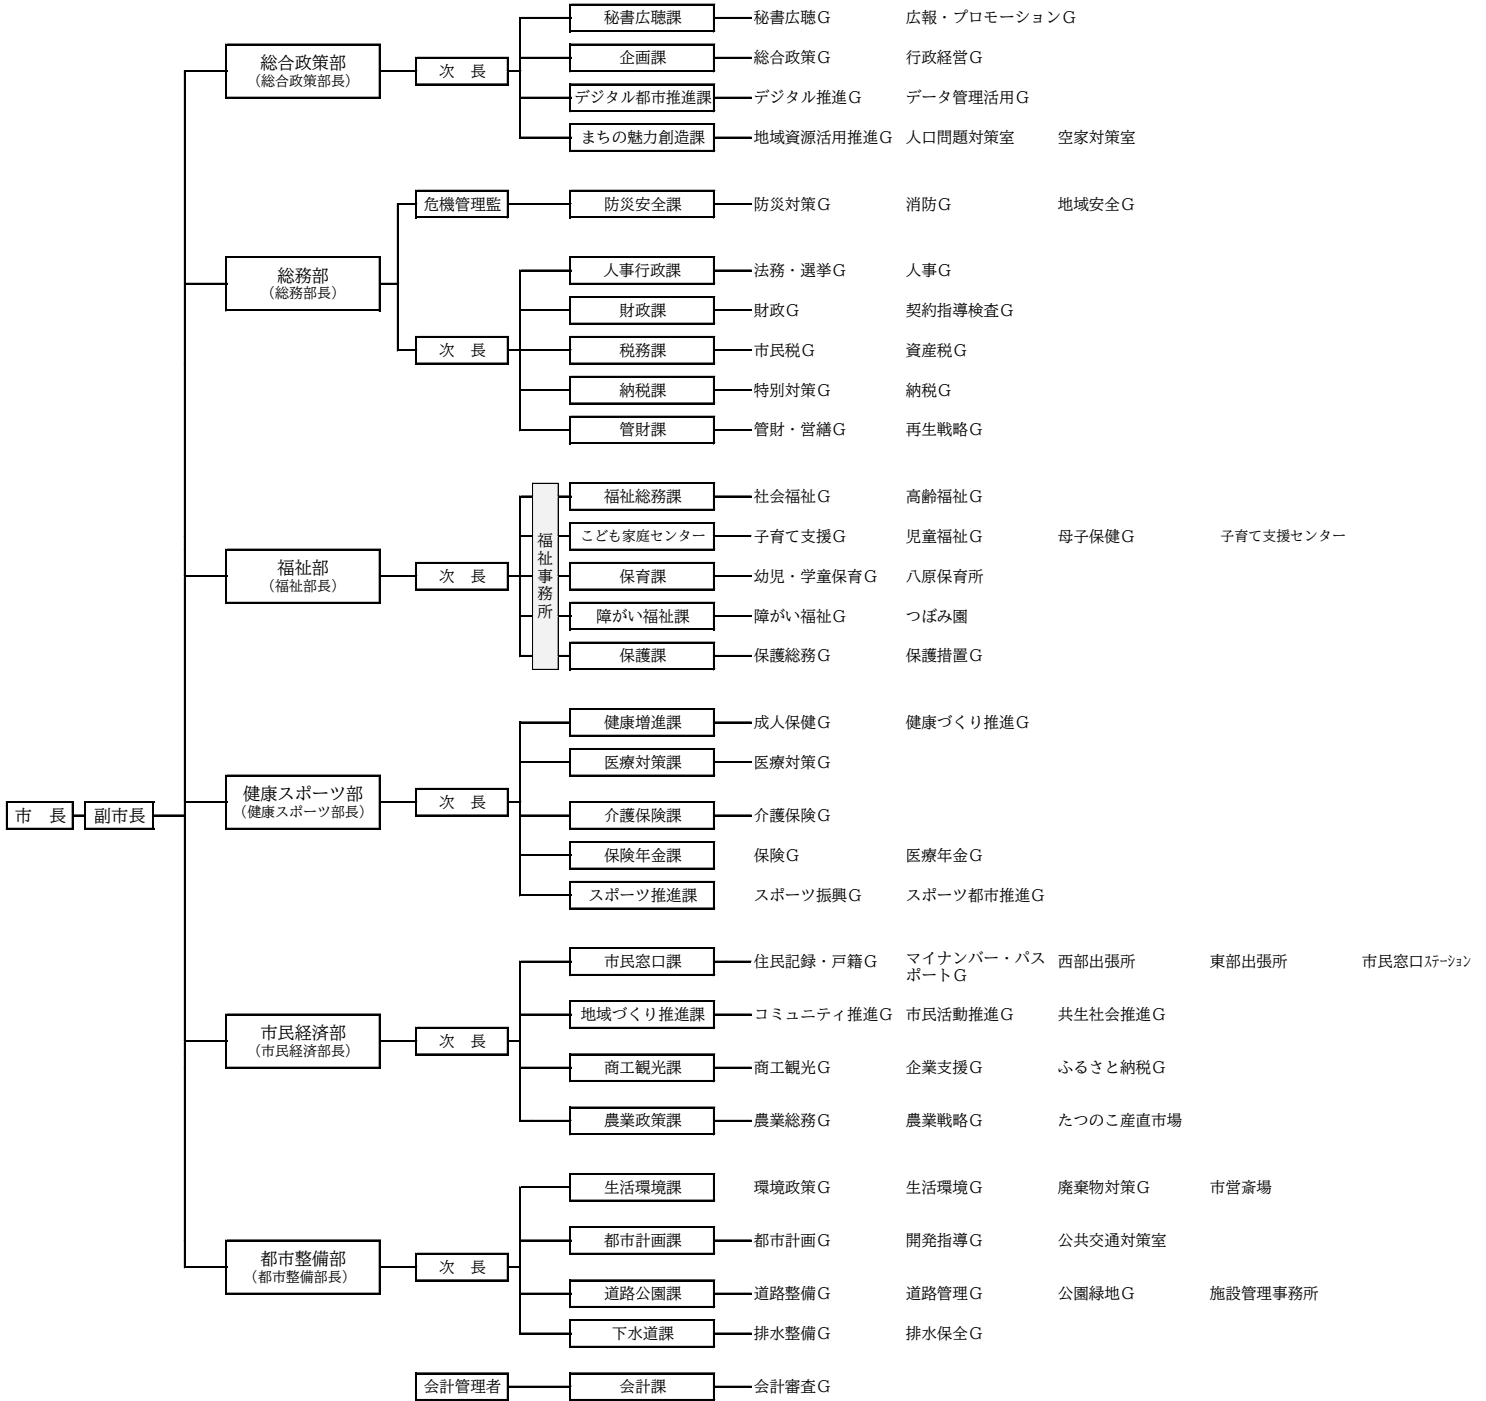 秘書広聴課 秘書広聴G 広報・プロモーションG
総合政策部
（総合政策部長）
次　長
企画課 総合政策G 行政経営G
デジタル都市推進課 デジタル推進G データ管理活用G
まちの魅力創造課 地域資源活用推進G 人口問題対策室 空家対策室
危機管理監 防災安全課 防災対策G 消防G 地域安全G
総務部
（総務部長）
人事行政課 法務・選挙G 人事G
財政課 財政G 契約指導検査G
次　長 税務課 市民税G 資産税G
納税課 特別対策G 納税G
管財課 管財・営繕G 再生戦略G
福祉事務所
福祉総務課 社会福祉G 高齢福祉G
こども家庭センター 子育て支援G 児童福祉G 母子保健G 子育て支援センター
福祉部
（福祉部長）
次　長 保育課 幼児・学童保育G 八原保育所
障がい福祉課 障がい福祉G つぼみ園
保護課 保護総務G 保護措置G
健康増進課 成人保健G 健康づくり推進G
医療対策課 医療対策G
市　長 副市長
健康スポーツ部
（健康スポーツ部長）
次　長
介護保険課 介護保険G
保険年金課 保険G 医療年金G
スポーツ推進課 スポーツ振興G スポーツ都市推進G
市民窓口課 住民記録・戸籍G マイナンバー・パス
ポートG 西部出張所 東部出張所 市民窓口ｽﾃｰｼｮﾝ
地域づくり推進課 コミュニティ推進G 市民活動推進G 共生社会推進G
市民経済部
（市民経済部長）
次　長
商工観光課 商工観光G 企業支援G ふるさと納税G
農業政策課 農業総務G 農業戦略G たつのこ産直市場
生活環境課 環境政策G 生活環境G 廃棄物対策G 市営斎場
都市計画課 都市計画G 開発指導G 公共交通対策室
都市整備部
（都市整備部長）
次　長
道路公園課 道路整備G 道路管理G 公園緑地G 施設管理事務所
下水道課 排水整備G 排水保全G
会計管理者 会計課 会計審査G